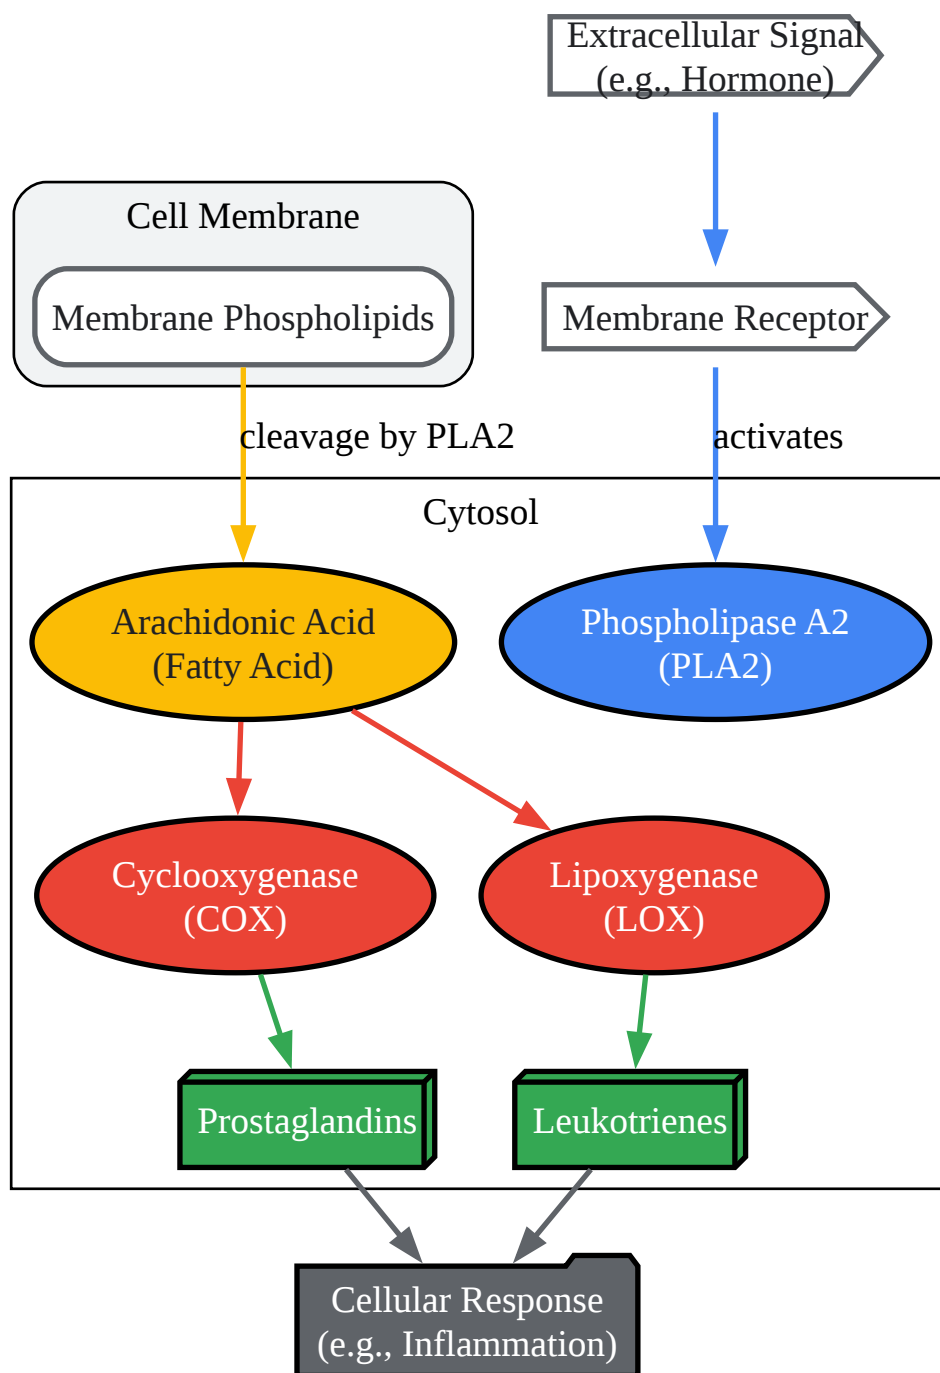 Extracellular Signal
(e.g., Hormone)
Cell Membrane
Membrane Phospholipids
Membrane Receptor
cleavage by PLA2
activates
Cytosol
Arachidonic Acid
(Fatty Acid)
Phospholipase A2
(PLA2)
Cyclooxygenase
(COX)
Lipoxygenase
(LOX)
Prostaglandins
Leukotrienes
Cellular Response
(e.g., Inflammation)